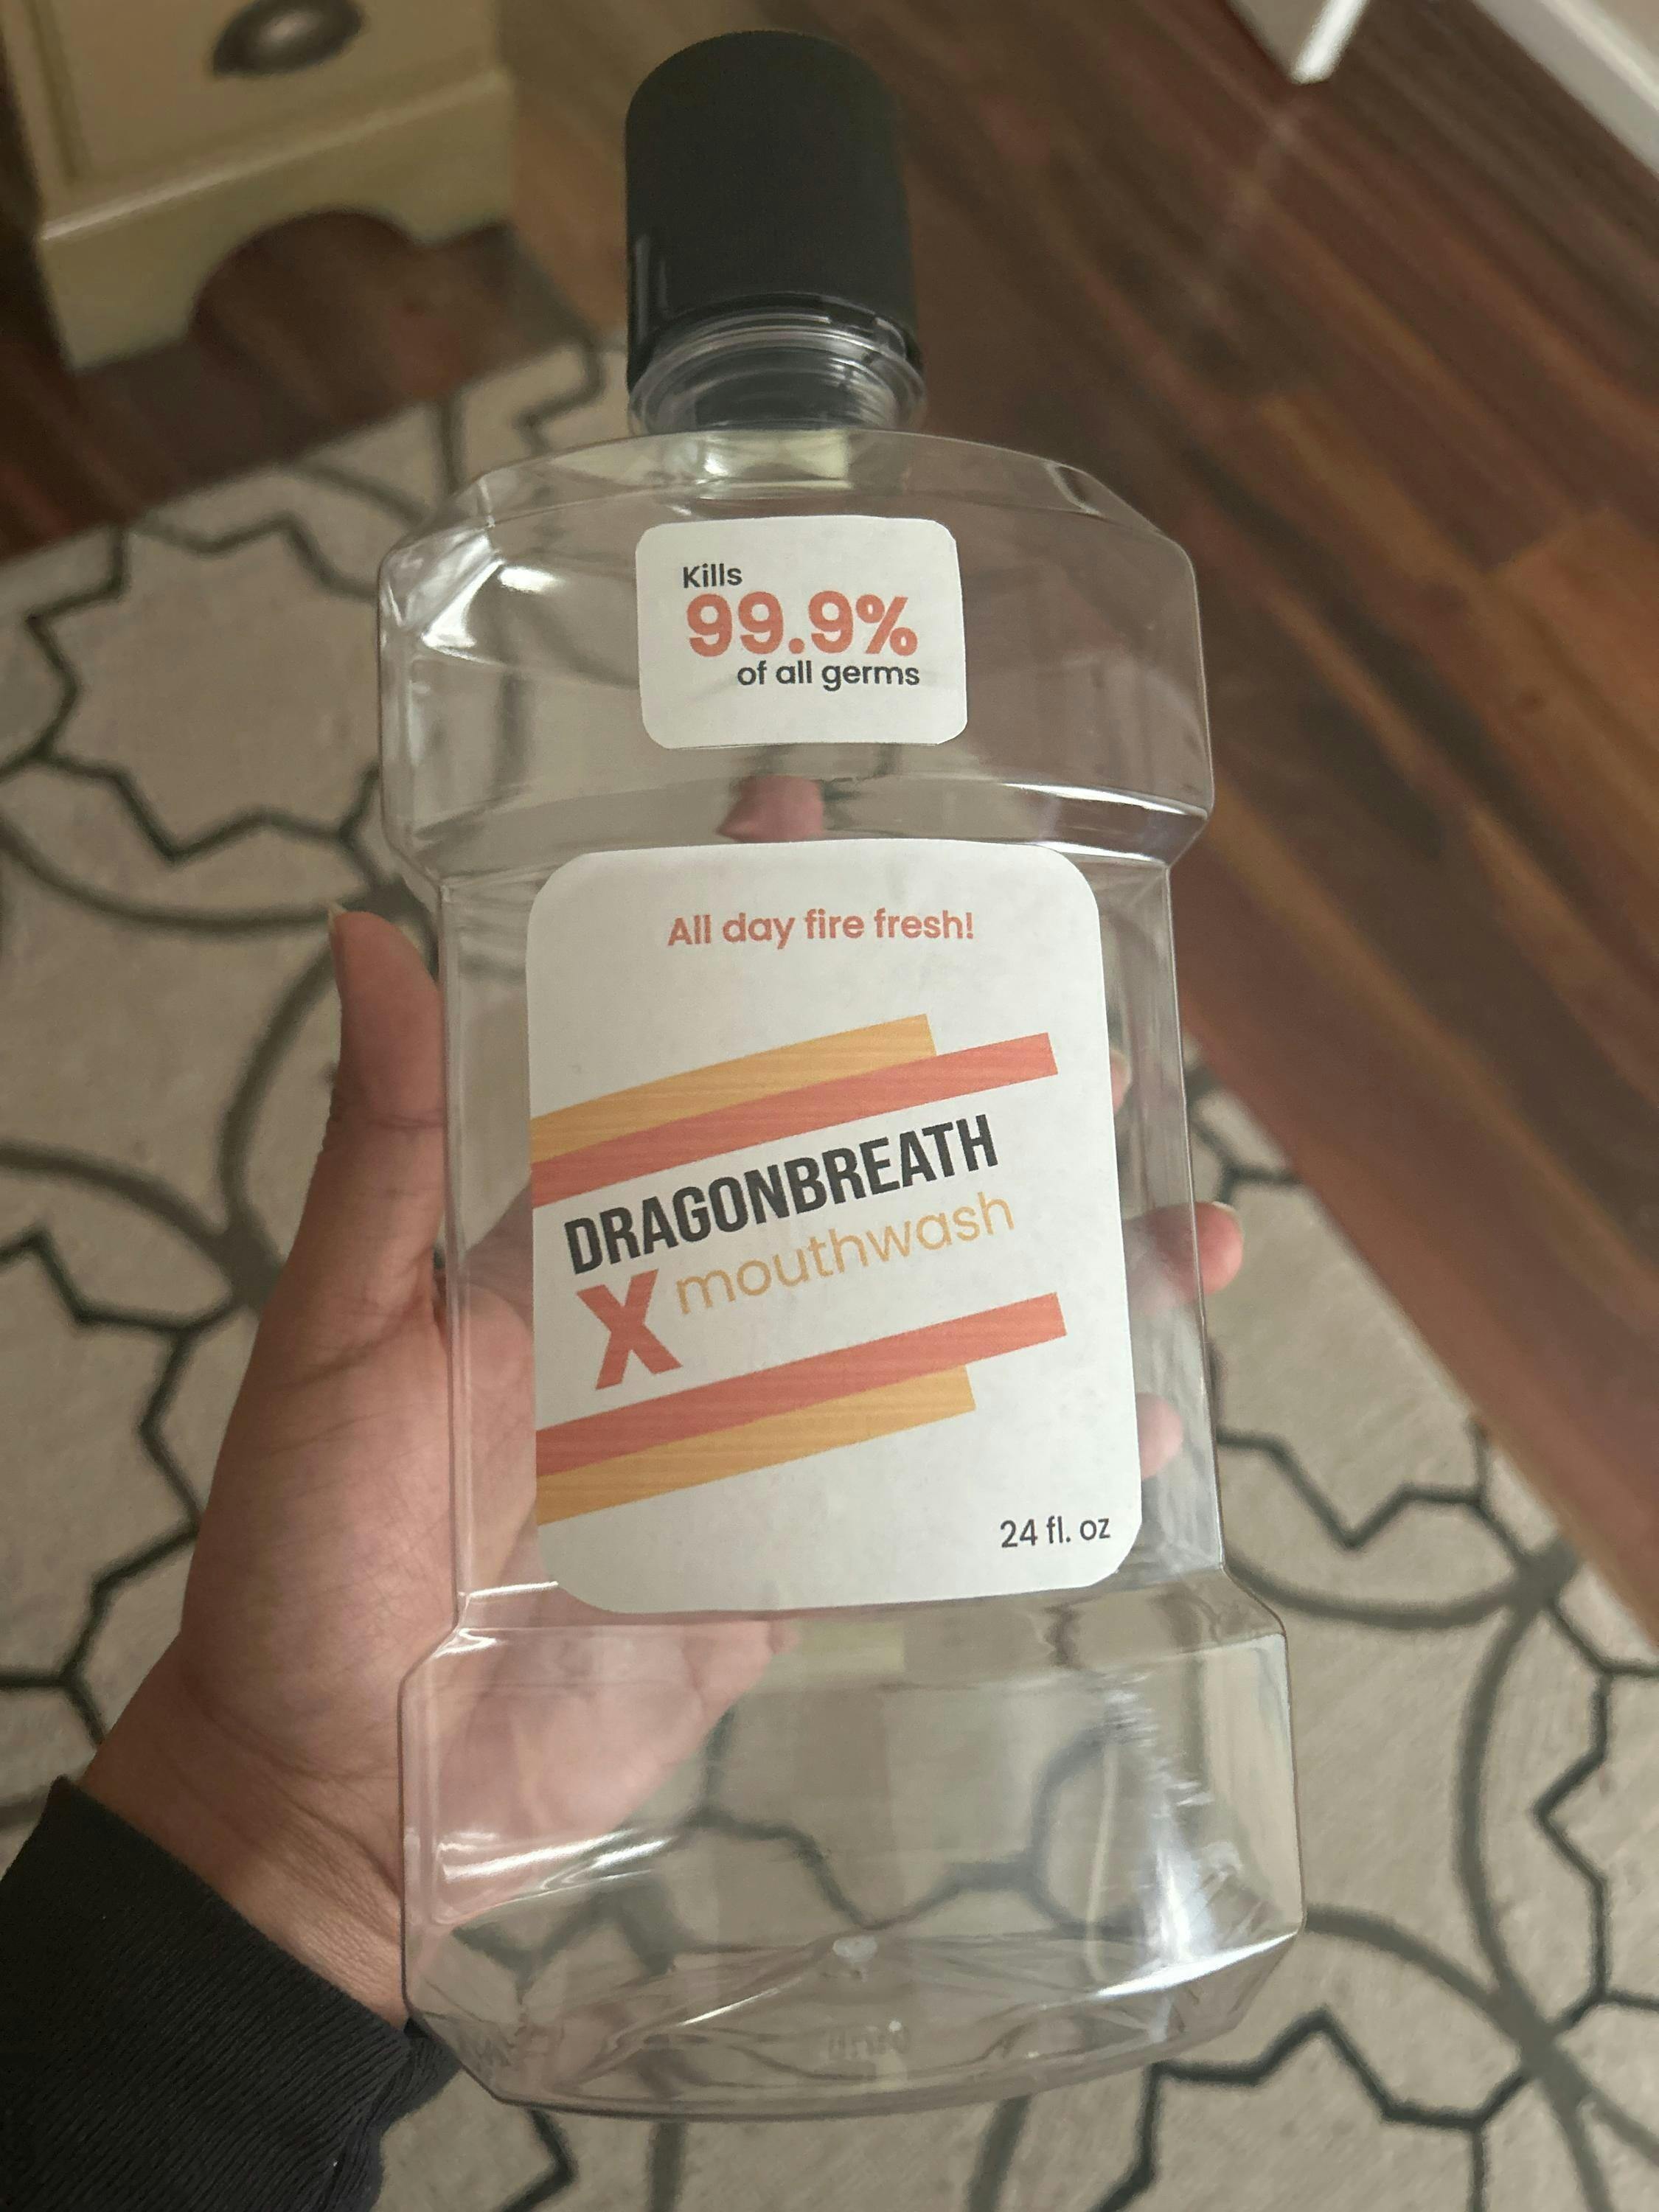 Kills
99.9%
of all germs
All day fire fresh!
DRAGONBREATH
X mouthwash
24 fl. oz